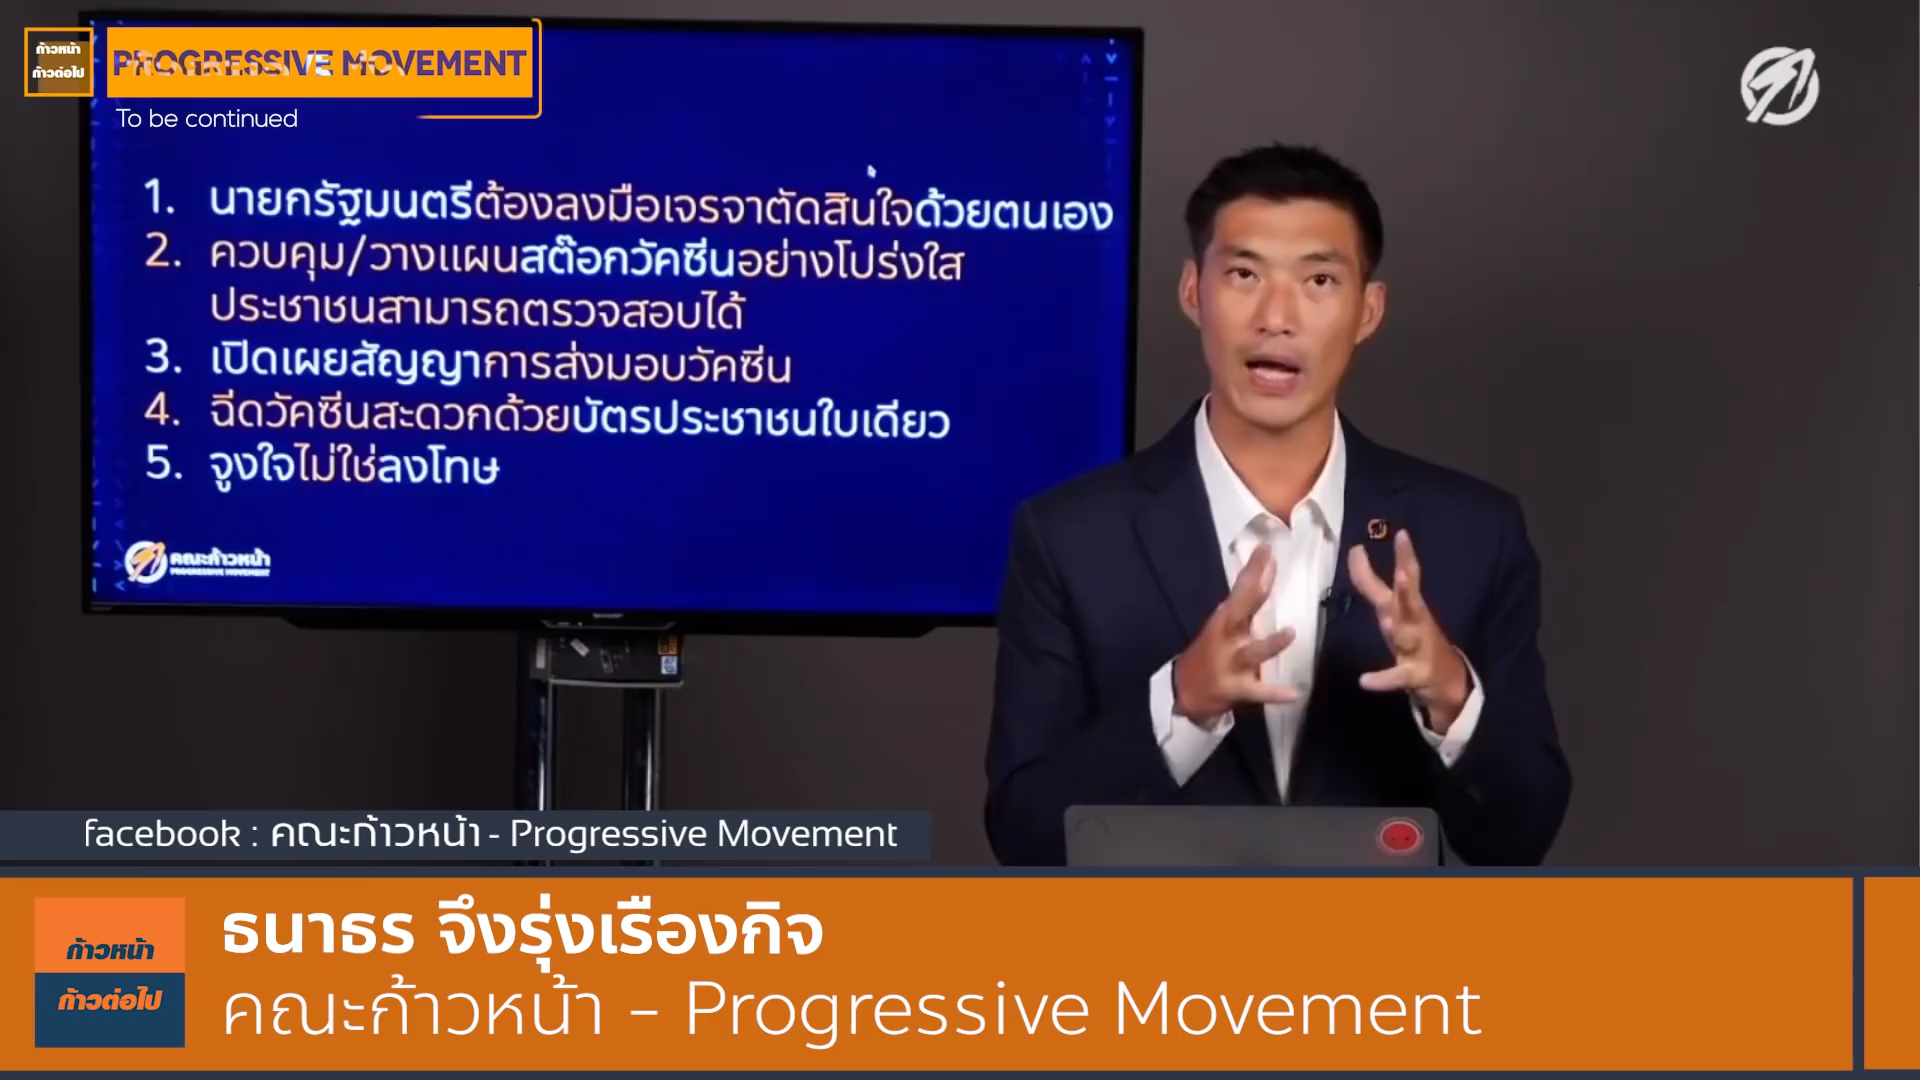 ก้าวหน้า
ก้าวต่อไป
PROGRESSIVE MOVEMENT
To be continued
1. นายกรัฐมนตรีต้องลงมือเจรจาตัดสินใจด้วยตนเอง
2. ควบคุม/วางแผนสต๊อกวัคซีนอย่างโปร่งใส
ประชาชนสามารถตรวจสอบได้
3. เปิดเผยสัญญาการส่งมอบวัคซีน
4. ฉีดวัคซีนสะดวกด้วยบัตรประชาชนใบเดียว
5. จูงใจไม่ใช่ลงโทษ
คณะก้าวหน้า
PROGRESSIVE MOVEMENT
facebook : คณะก้าวหน้า - Progressive Movement
ก้าวหน้า
ก้าวต่อไป
ธนาธร จึงรุ่งเรืองกิจ
คณะก้าวหน้า - Progressive Movement